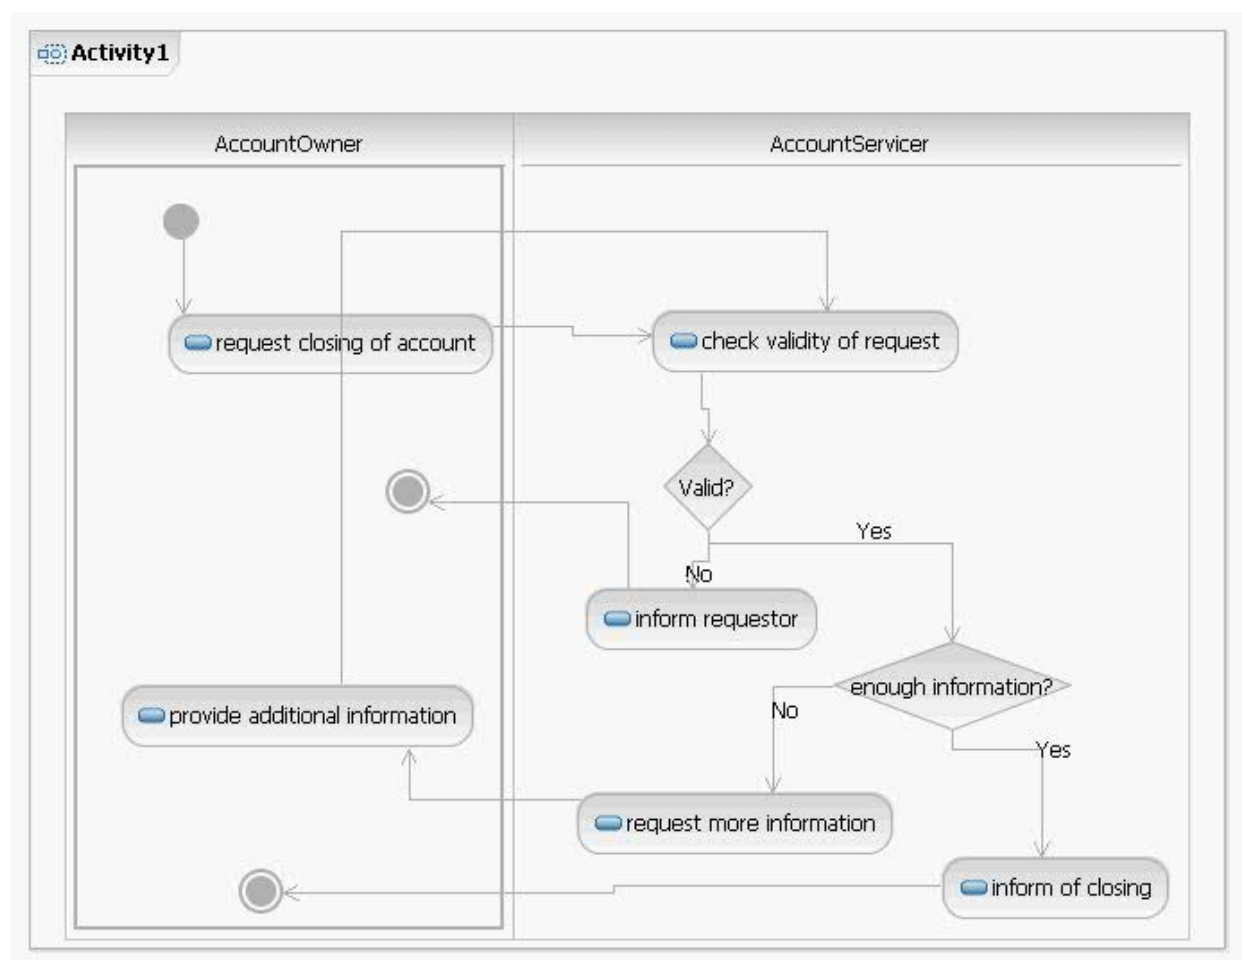 Activity1
AccountOwner
AccountServicer
request closing of account
check validity of request
Valid?
Yes
No
inform requestor
enough information?
No
provide additional information
Yes
request more information
inform of closing